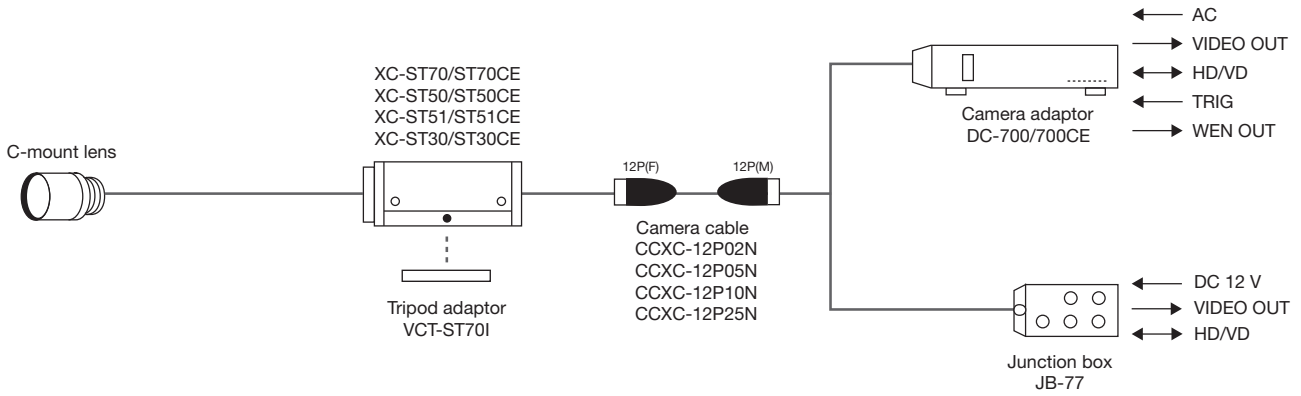 C-mount lens
XC-ST70/ST70CE
XC-ST50/ST50CE
XC-ST51/ST51CE
XC-ST30/ST30CE
Tripod adaptor
VCT-ST70I
12P(F)
12P(M)
Camera cable
CCXC-12P02N
CCXC-12P05N
CCXC-12P10N
CCXC-12P25N
Camera adaptor
DC-700/700CE
AC
VIDEO OUT
HD/VD
TRIG
WEN OUT
Junction box
JB-77
DC 12 V
VIDEO OUT
HD/VD